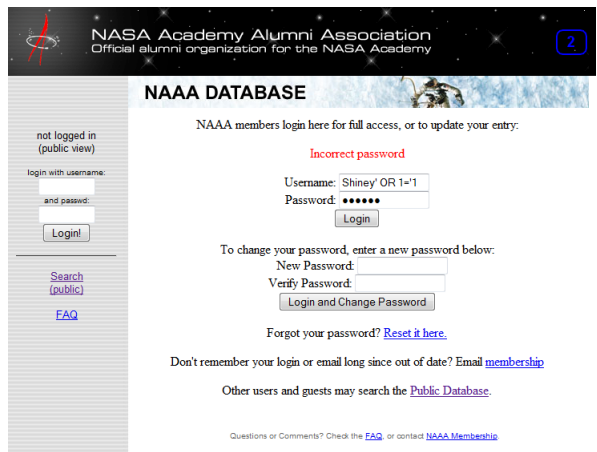 NASA Academy Alumni Association
Official alumni organization for the NASA Academy
2
NAAA DATABASE
not logged in
(public view)
login with username:
and passwd:
Login!
Search
(public)
FAQ
NAAA members login here for full access, or to update your entry:
Incorrect password
Username: Shiney' OR 1='1
Password: ●●●●●●
Login
To change your password, enter a new password below:
New Password:
Verify Password:
Login and Change Password
Forgot your password? Reset it here.
Don't remember your login or email long since out of date? Email membership
Other users and guests may search the Public Database.
Questions or Comments? Check the FAQ, or contact NAAA Membership.